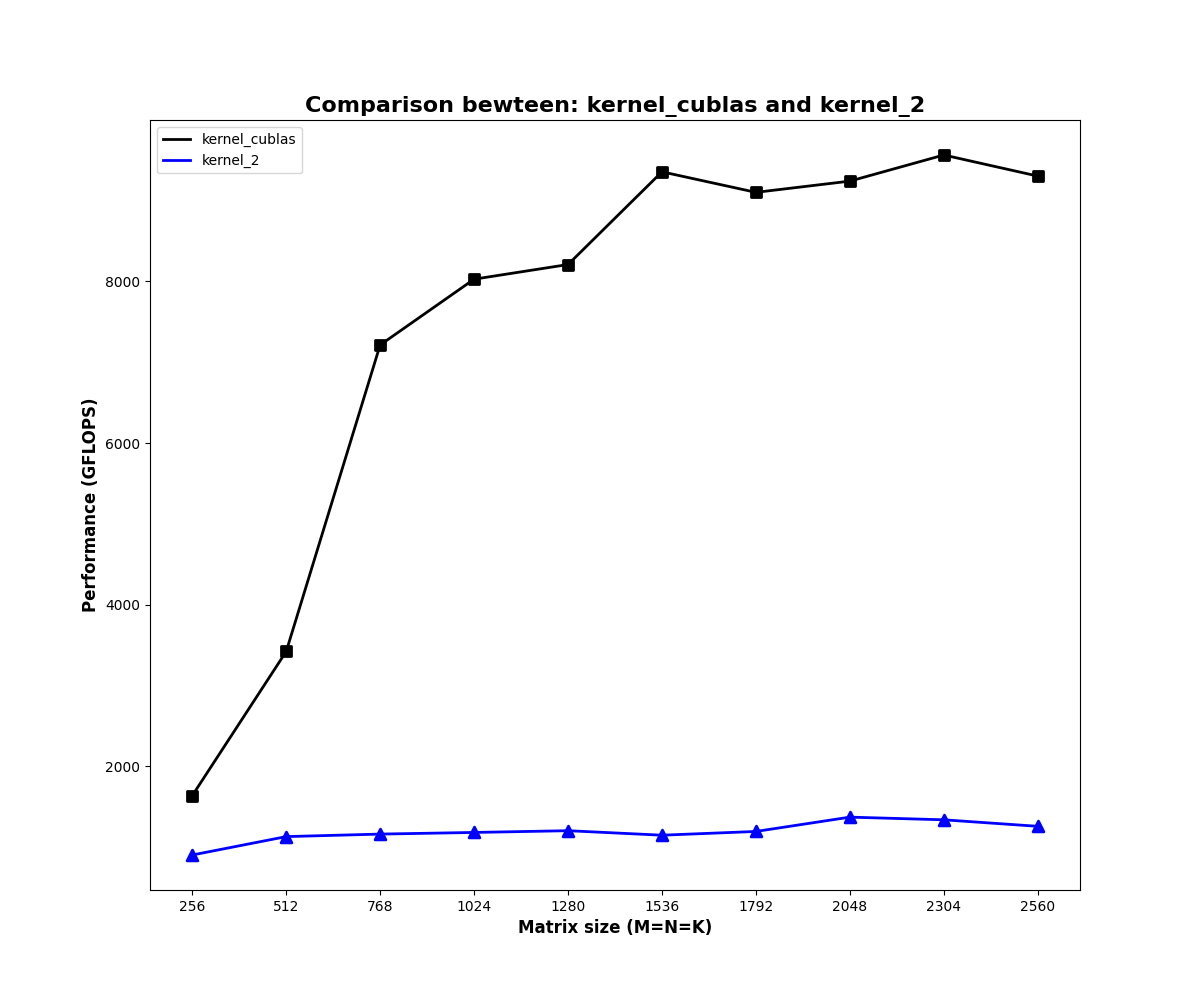 Comparison bewteen: kernel_cublas and kernel_2
kernel_cublas
kernel_2
Performance (GFLOPS)
8000
6000
4000
2000
256 512 768 1024 1280 1536 1792 2048 2304 2560
Matrix size (M=N=K)